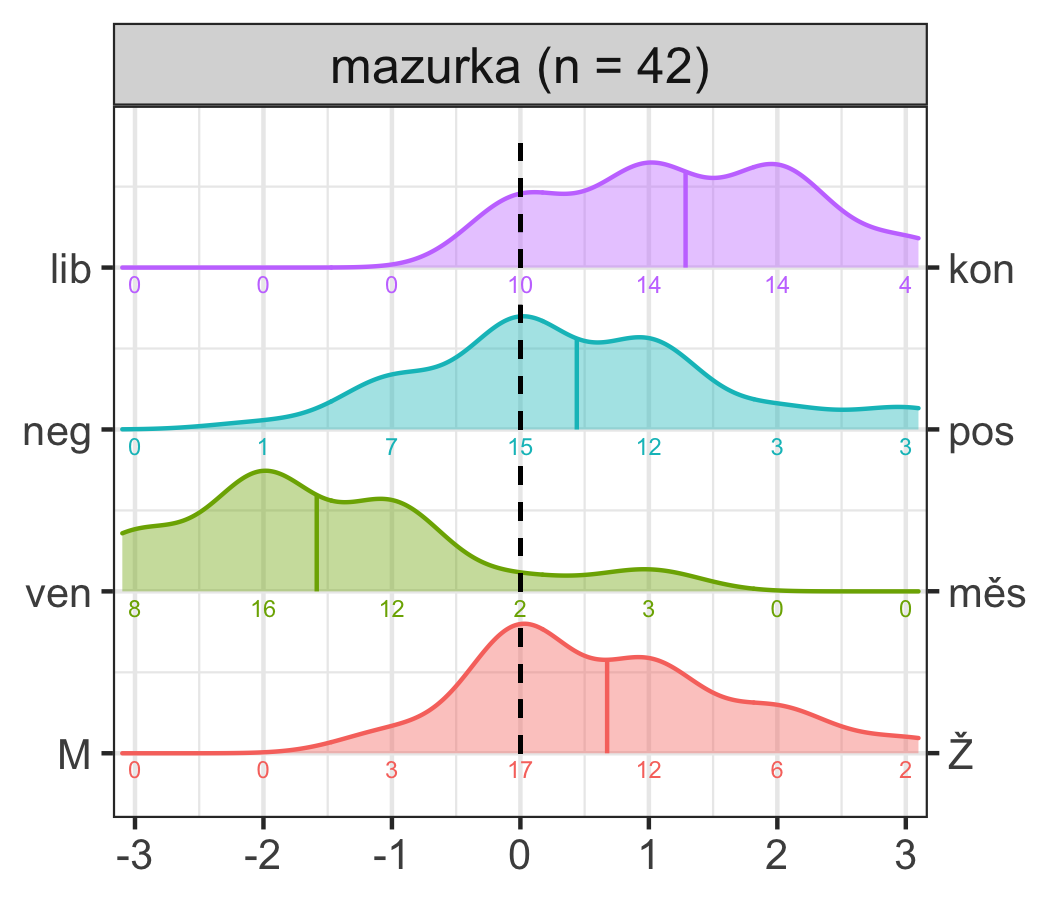 mazurka (n = 42)
lib kon
0 0 0 10 14 14 4
neg pos
0 1 7 15 12 3 3
ven měs
8 16 12 2 3 0 0
M Ž
0 0 3 17 12 6 2
-3 -2 -1 0 1 2 3